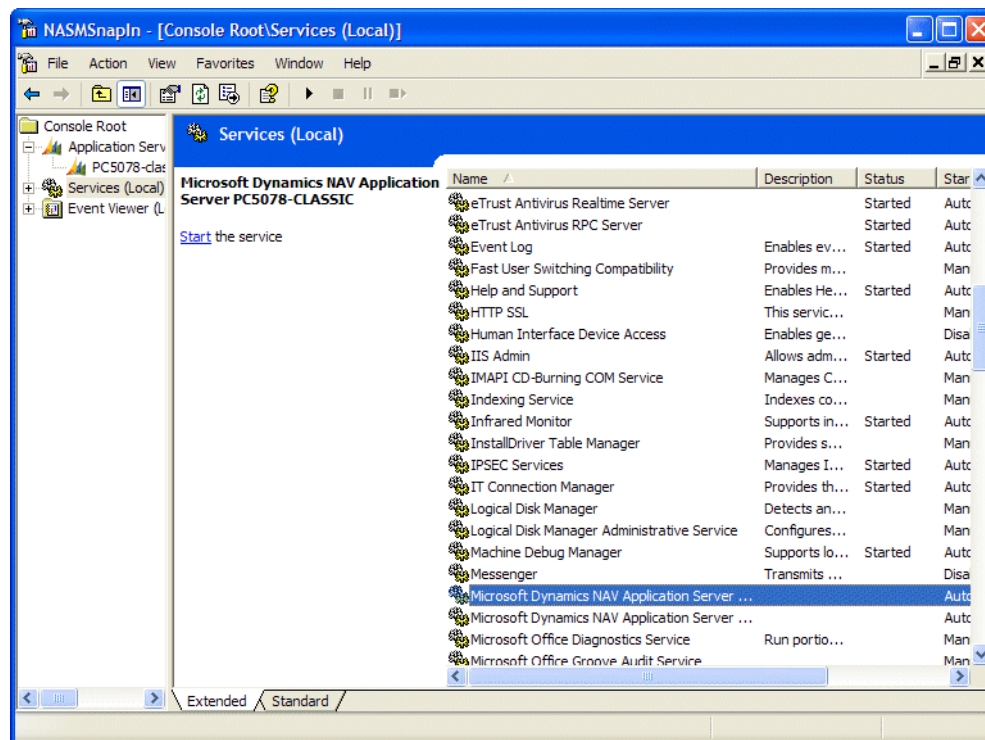 NASMSnapIn - [Console Root\Services (Local)]
File Action View Favorites Window Help
Console Root
Application Serv
PC5078-clas
Services (Local)
Event Viewer (L
Services (Local)
Microsoft Dynamics NAV Application Server PC5078-CLASSIC
Start the service
Name Description Status Star
eTrust Antivirus Realtime Server Started Auto
eTrust Antivirus RPC Server Started Auto
Event Log Enables ev... Started Auto
Fast User Switching Compatibility Provides m... Man
Help and Support Enables He... Started Auto
HTTP SSL This servic... Man
Human Interface Device Access Enables ge... Disa
IIS Admin Allows adm... Started Auto
IMAPI CD-Burning COM Service Manages C... Man
Indexing Service Indexes co... Man
Infrared Monitor Supports in... Started Auto
InstallDriver Table Manager Provides s... Man
IPSEC Services Manages I... Started Auto
IT Connection Manager Provides th... Started Auto
Logical Disk Manager Detects an... Man
Logical Disk Manager Administrative Service Configures... Man
Machine Debug Manager Supports lo... Started Auto
Messenger Transmits ... Disa
Microsoft Dynamics NAV Application Server ... Auto
Microsoft Dynamics NAV Application Server ... Auto
Microsoft Office Diagnostics Service Run portio... Man
Microsoft Office Groove Audit Service Man
Extended Standard